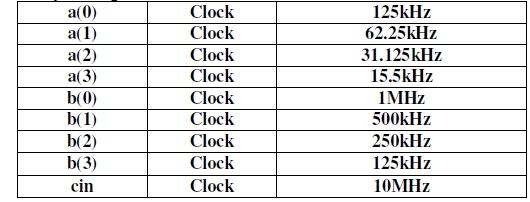 a(0) Clock 125kHz
a(1) Clock 62.25kHz
a(2) Clock 31.125kHz
a(3) Clock 15.5kHz
b(0) Clock 1MHz
b(1) Clock 500kHz
b(2) Clock 250kHz
b(3) Clock 125kHz
cin Clock 10MHz